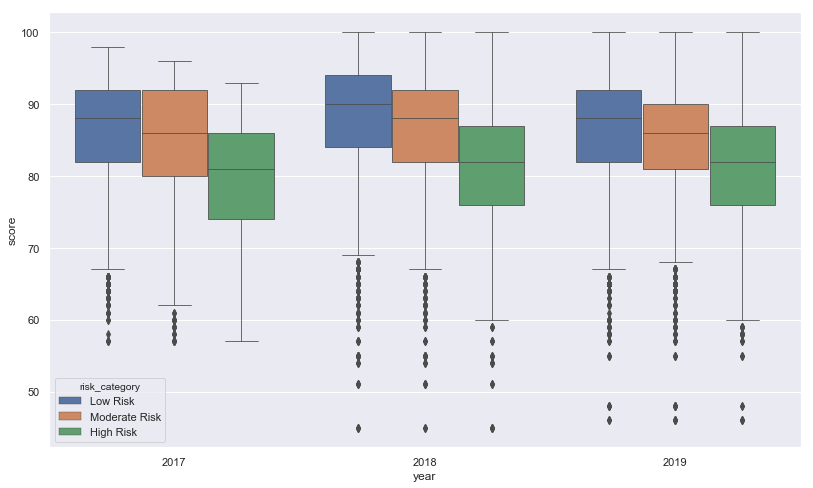 100
90
80
70
60
50
score
risk_category
Low Risk
Moderate Risk
High Risk
2017 2018 2019
year